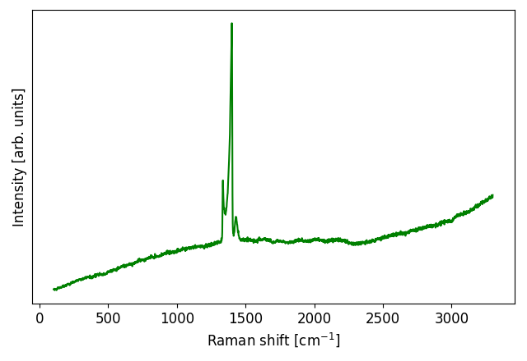 Intensity [arb. units]
0 500 1000 1500 2000 2500 3000
Raman shift [cm⁻¹]